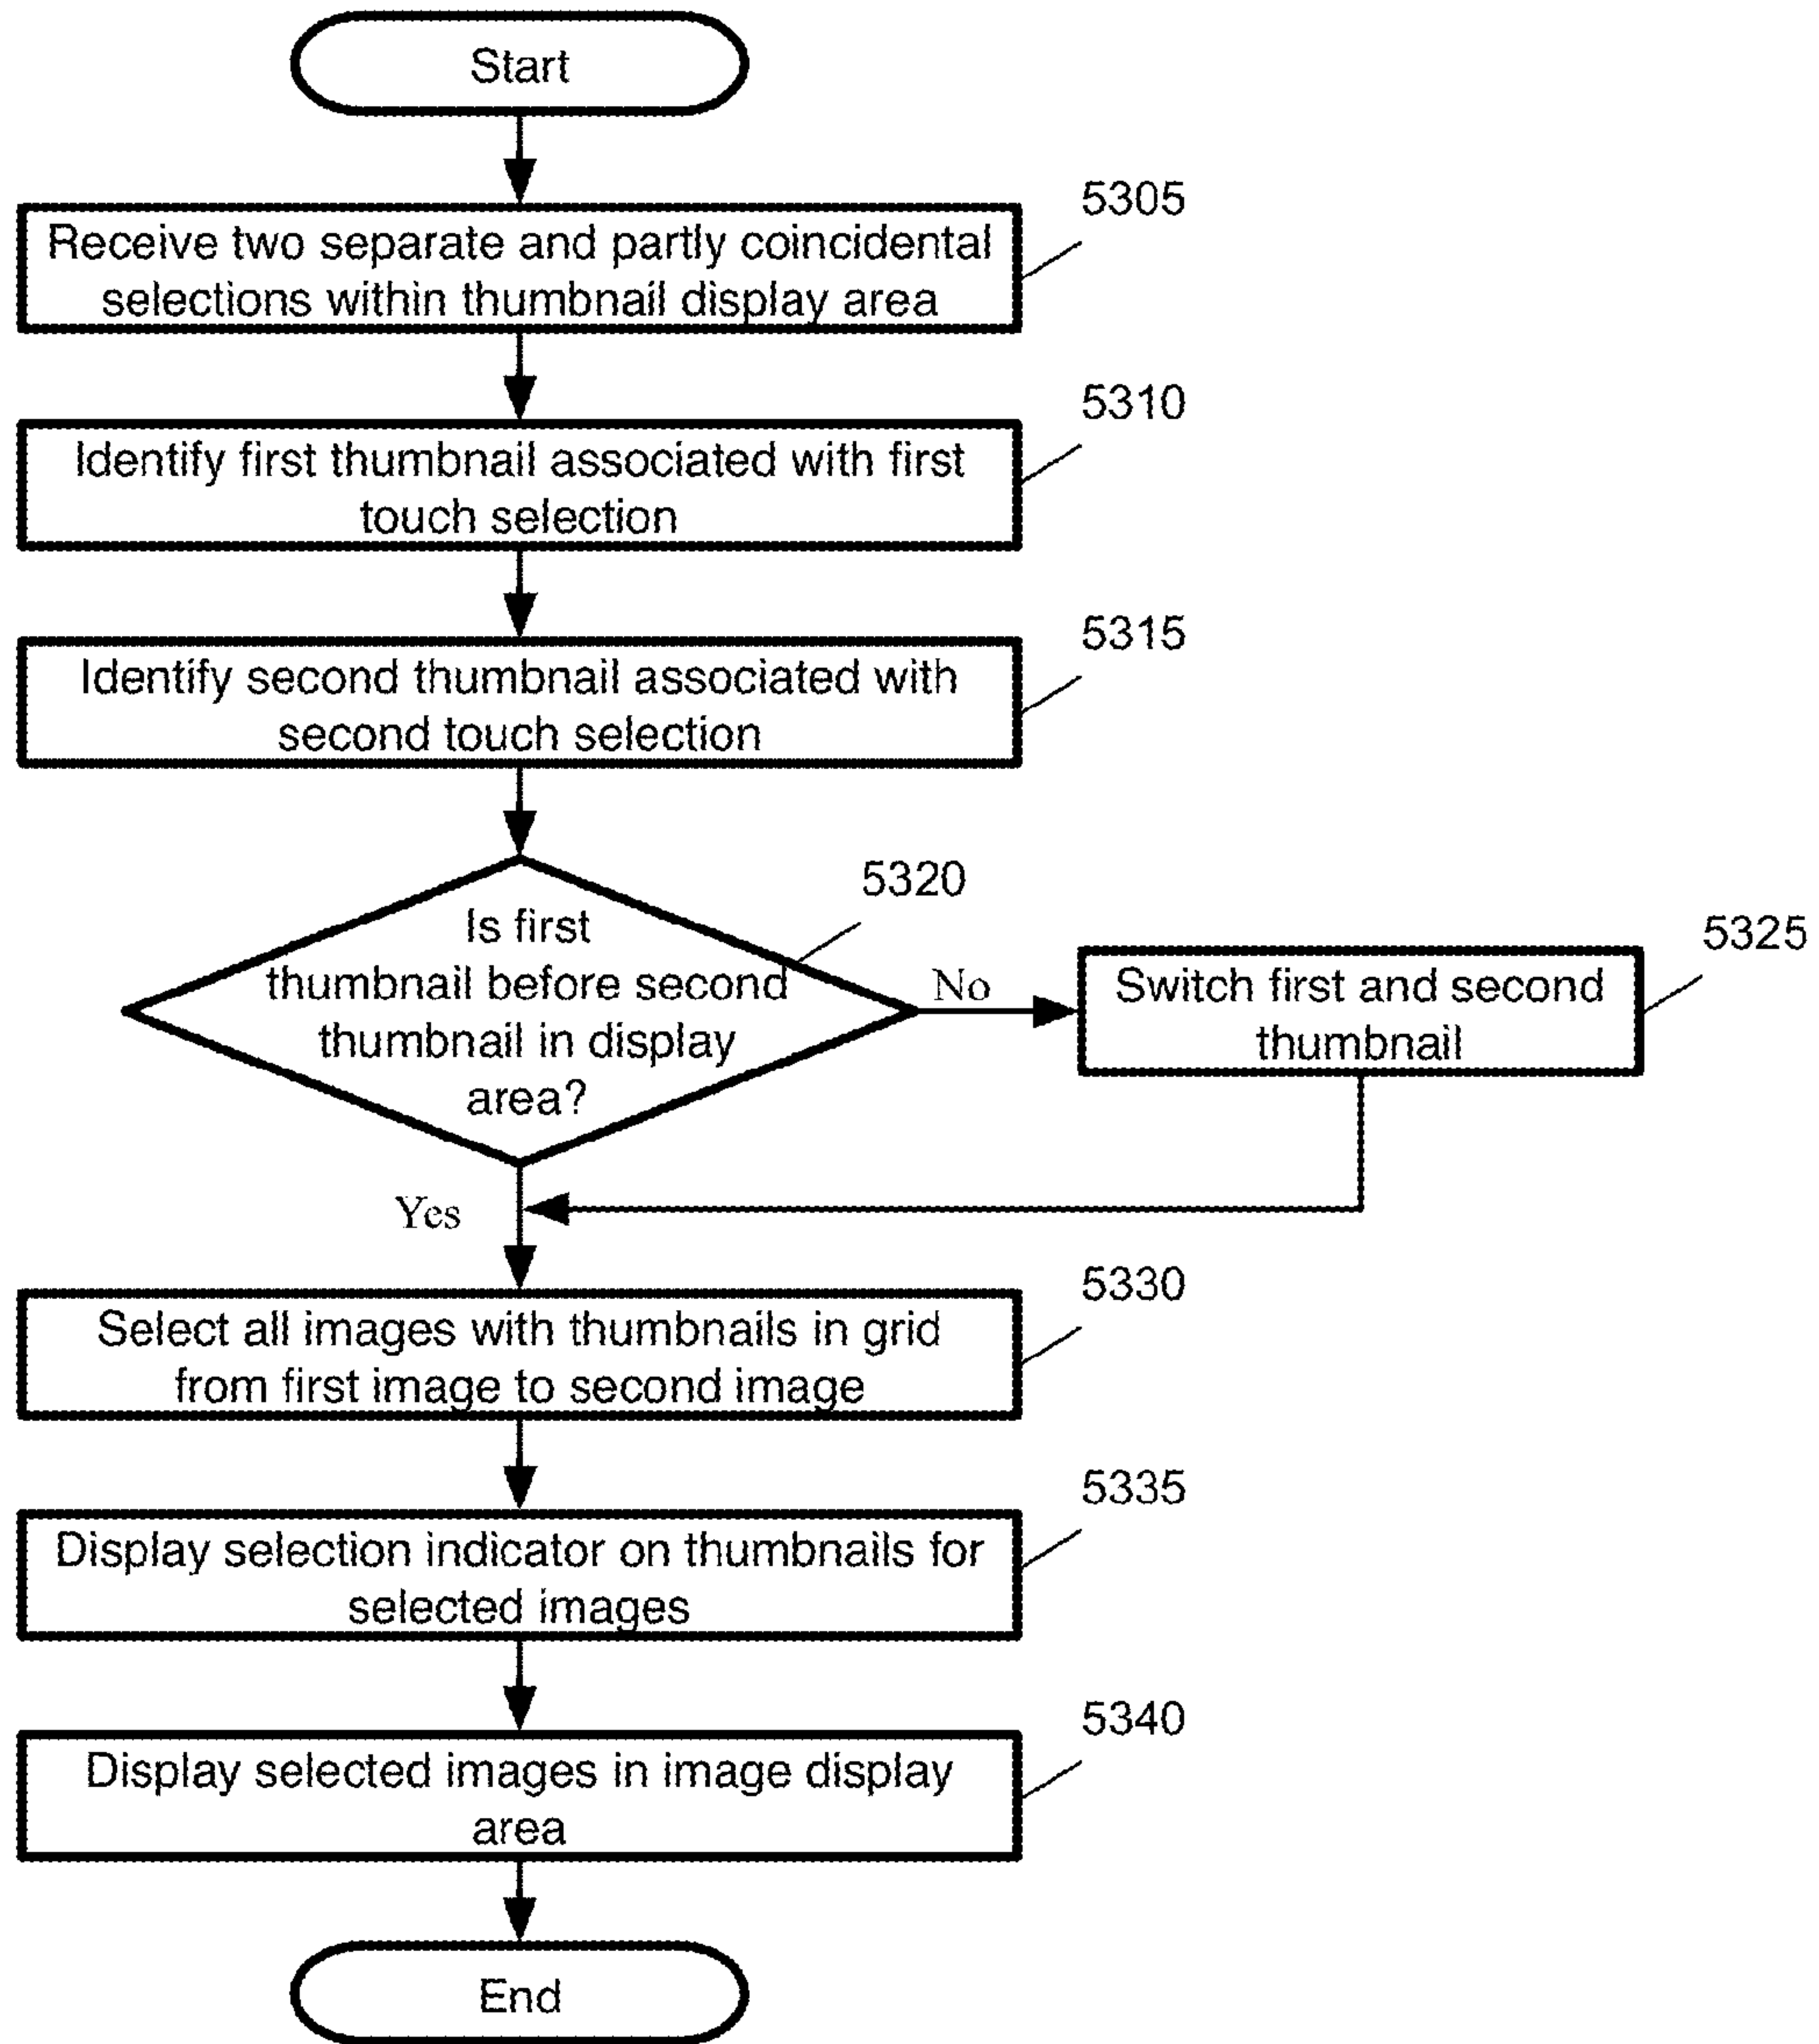 Start
5305
Receive two separate and partly coincidental
selections within thumbnail display area
5310
Identify first thumbnail associated with first
touch selection
5315
Identify second thumbnail associated with
second touch selection
5320
Is first
thumbnail before second
thumbnail in display
area?
No
5325
Switch first and second
thumbnail
Yes
5330
Select all images with thumbnails in grid
from first image to second image
5335
Display selection indicator on thumbnails for
selected images
5340
Display selected images in image display
area
End